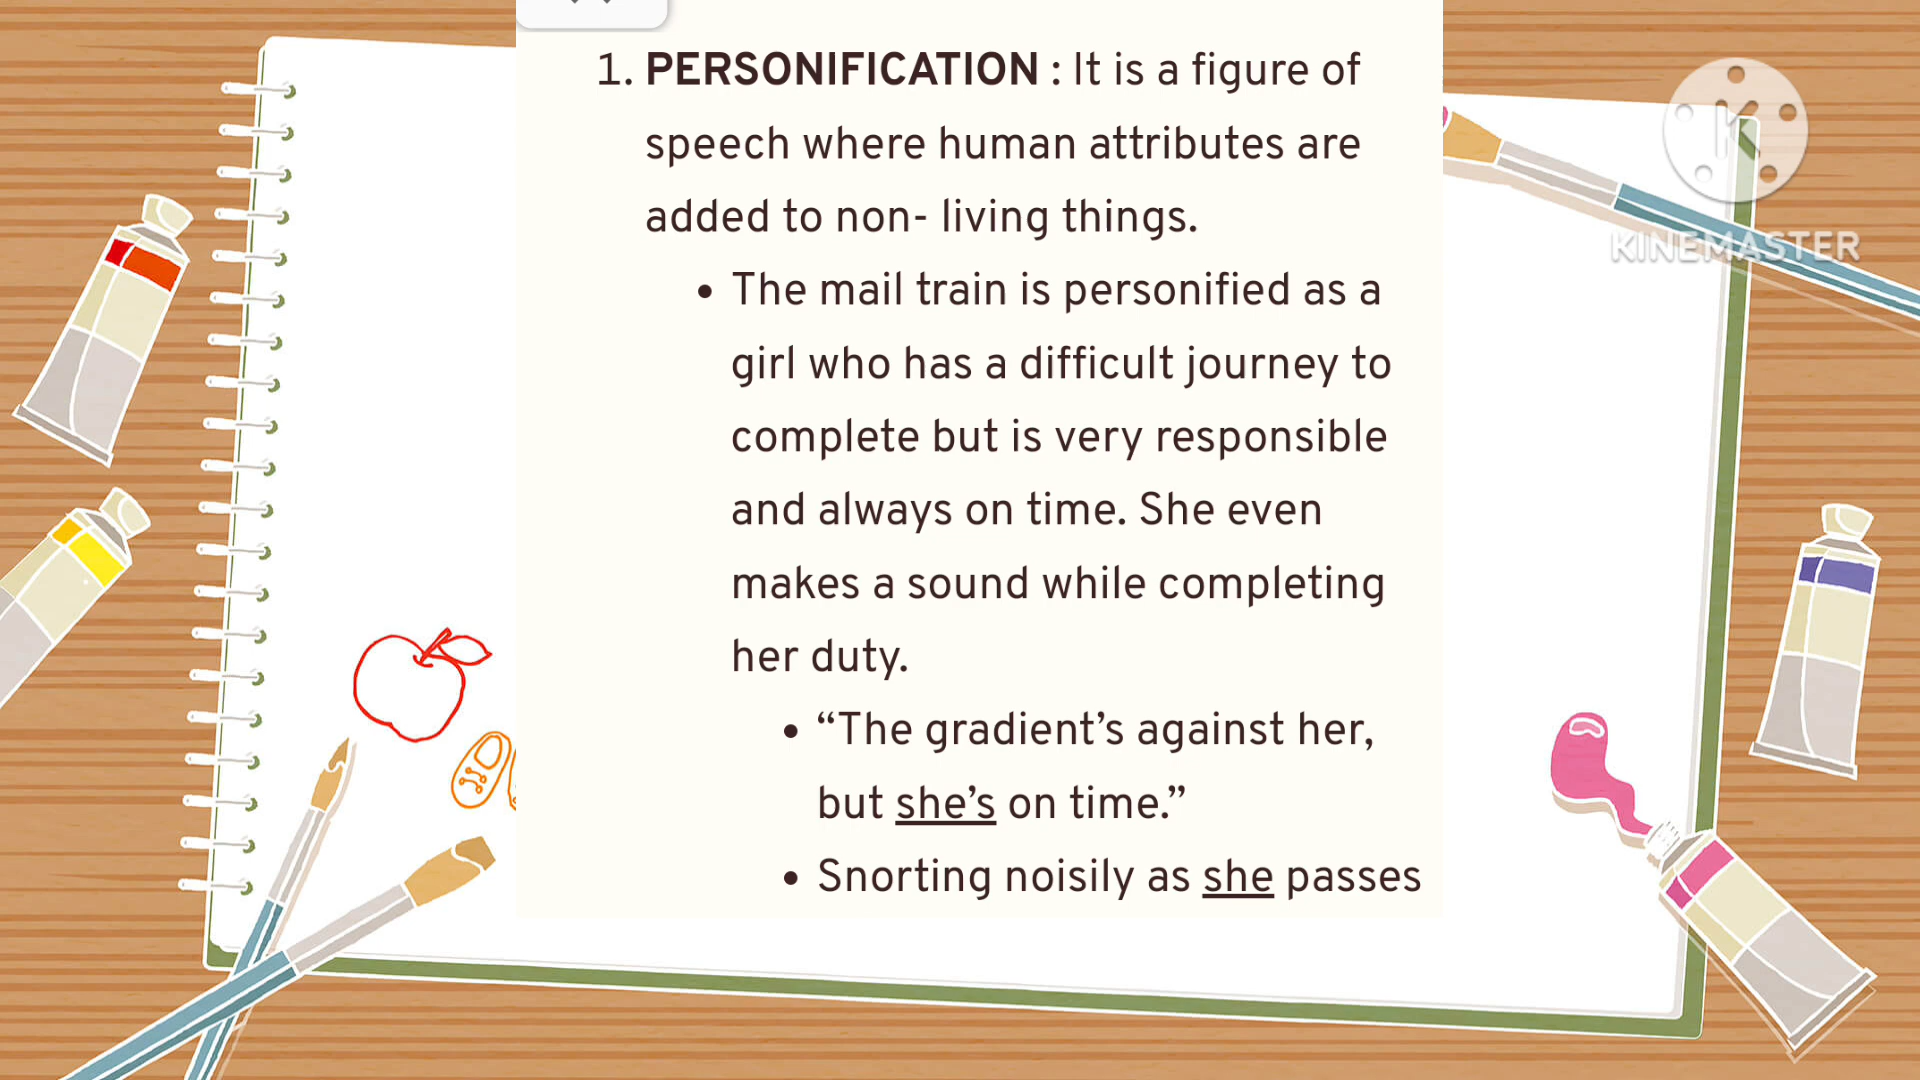 1. PERSONIFICATION : It is a figure of
speech where human attributes are
added to non- living things.
• The mail train is personified as a
girl who has a difficult journey to
complete but is very responsible
and always on time. She even
makes a sound while completing
her duty.
• “The gradient’s against her,
but she’s on time.”
• Snorting noisily as she passes
K
KINEMASTER